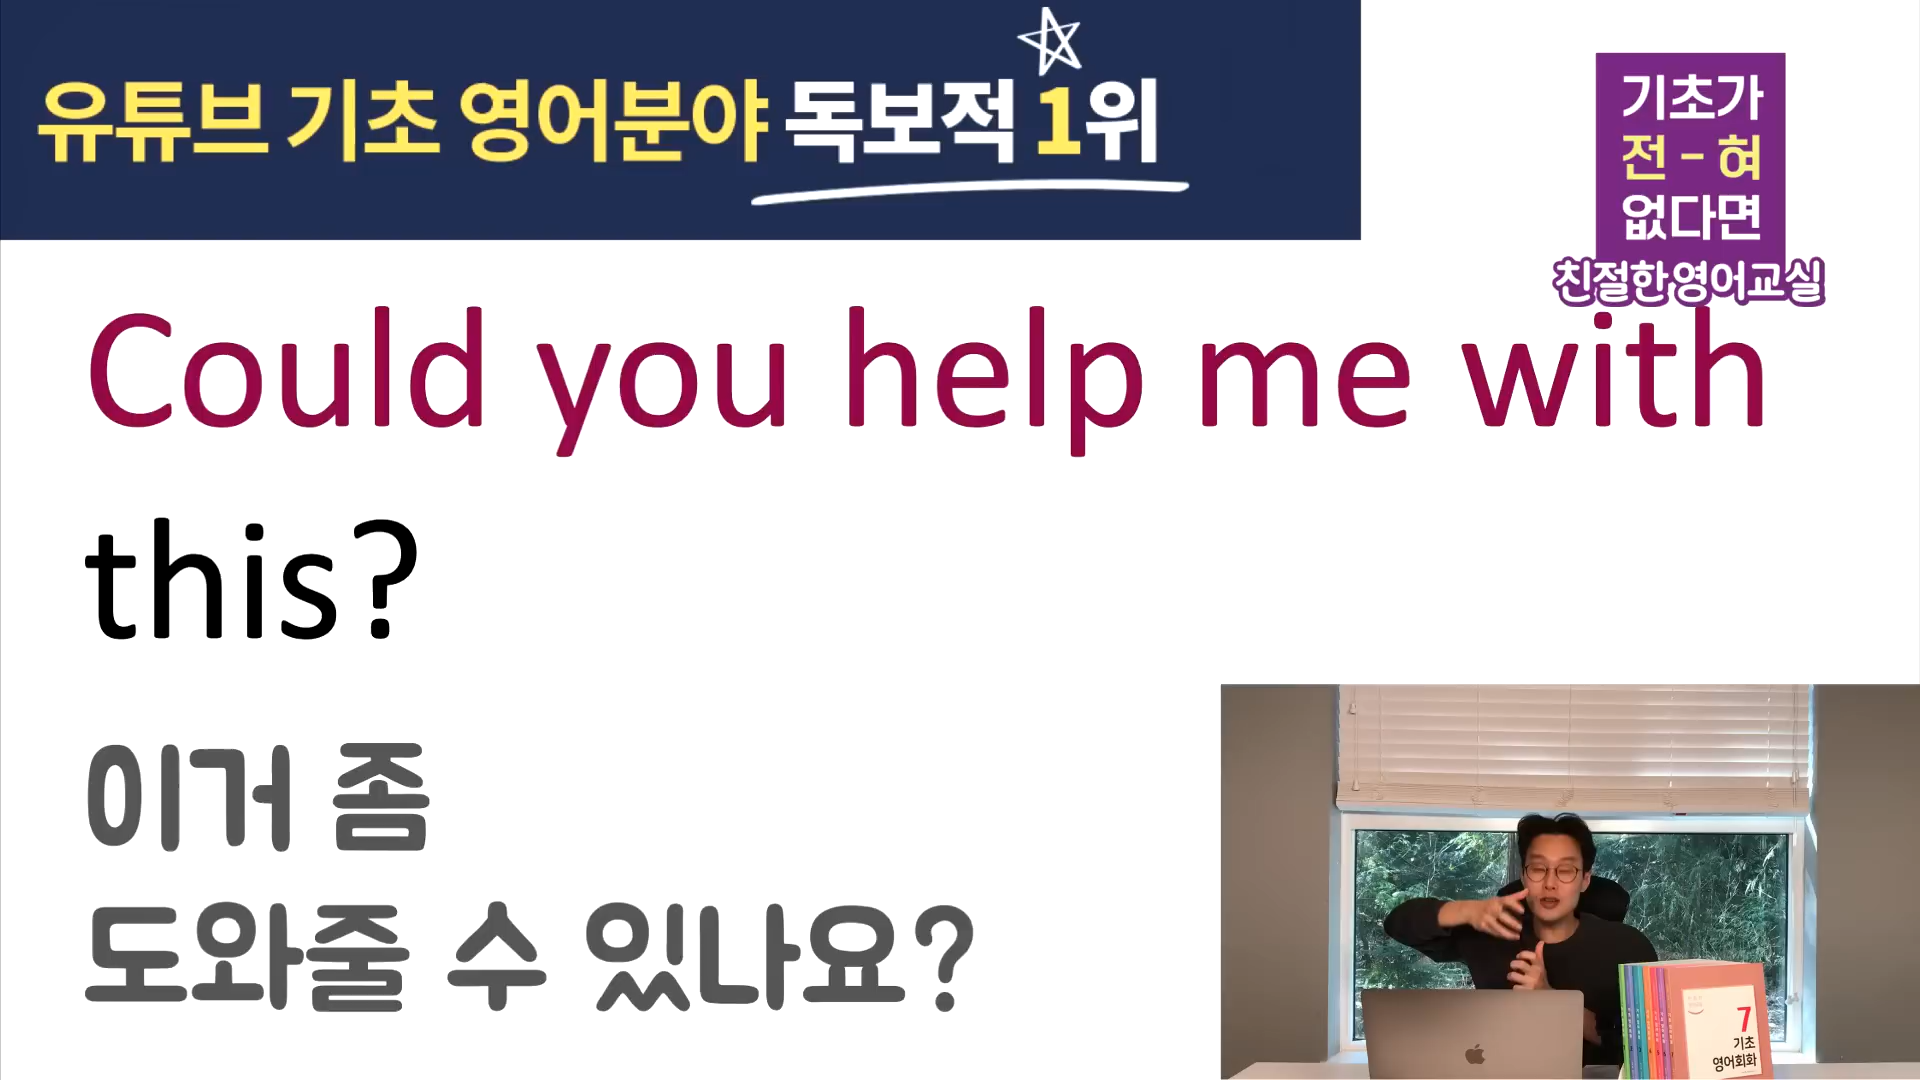 유튜브 기초 영어분야 독보적 1위
기초가
전-혀
없다면
친절한영어교실
Could you help me with
this?
이거 좀
도와줄 수 있나요?
7
기초
영어회화